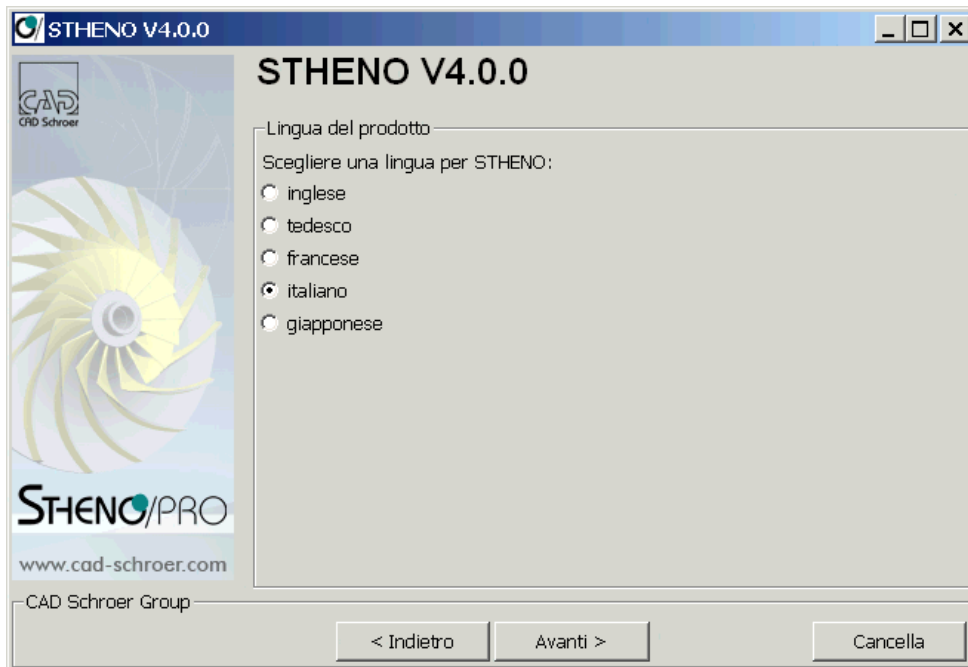 STHENO V4.0.0
CAD
CAD Schroer
STHENO V4.0.0
Lingua del prodotto
Scegliere una lingua per STHENO:
inglese
tedesco
francese
italiano
giapponese
STHENO/PRO
www.cad-schroer.com
CAD Schroer Group
< Indietro
Avanti >
Cancella